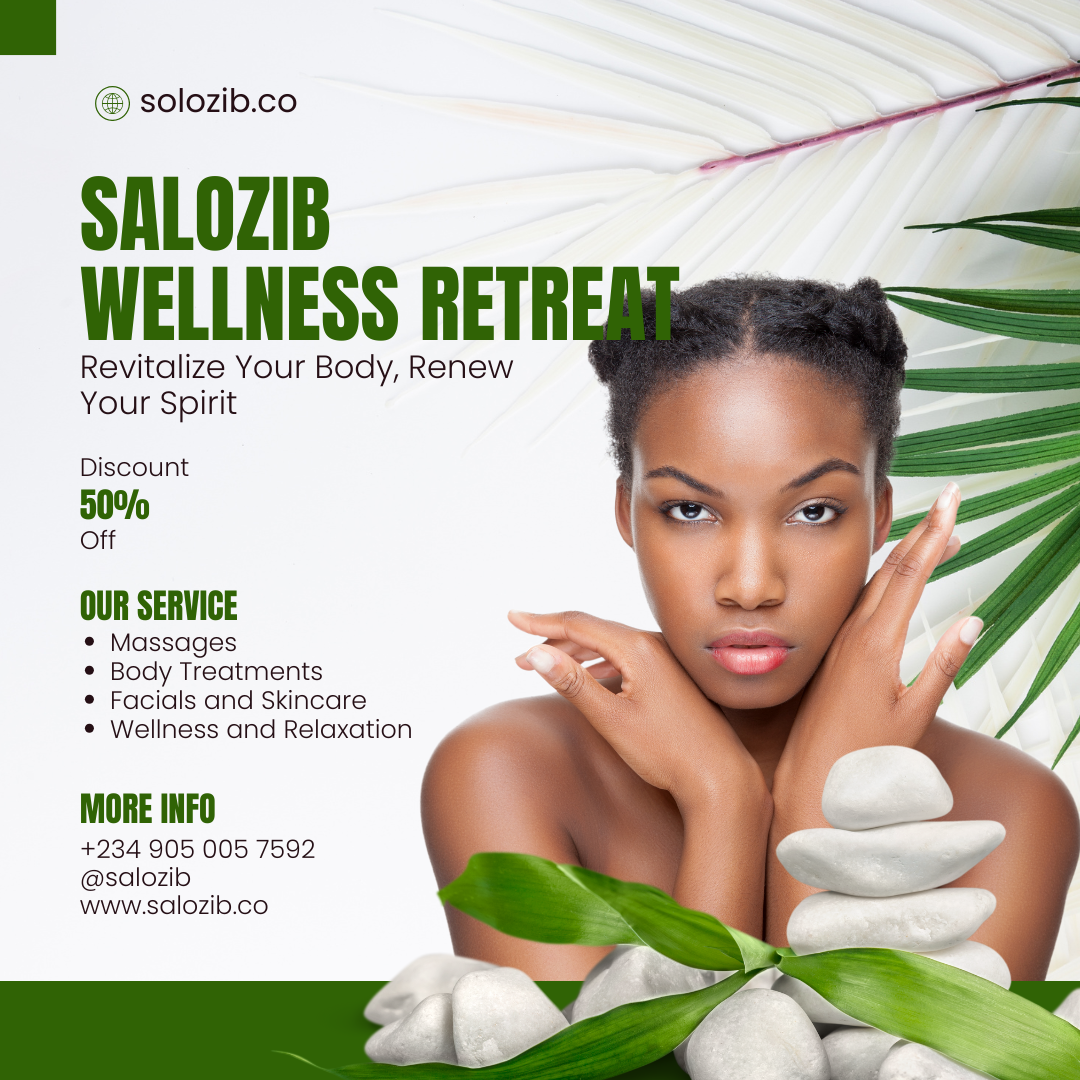 solozib.co
SALOZIB
WELLNESS RETREAT
Revitalize Your Body, Renew
Your Spirit
Discount
50%
Off
OUR SERVICE
• Massages
• Body Treatments
• Facials and Skincare
• Wellness and Relaxation
MORE INFO
+234 905 005 7592
@salozib
www.salozib.co